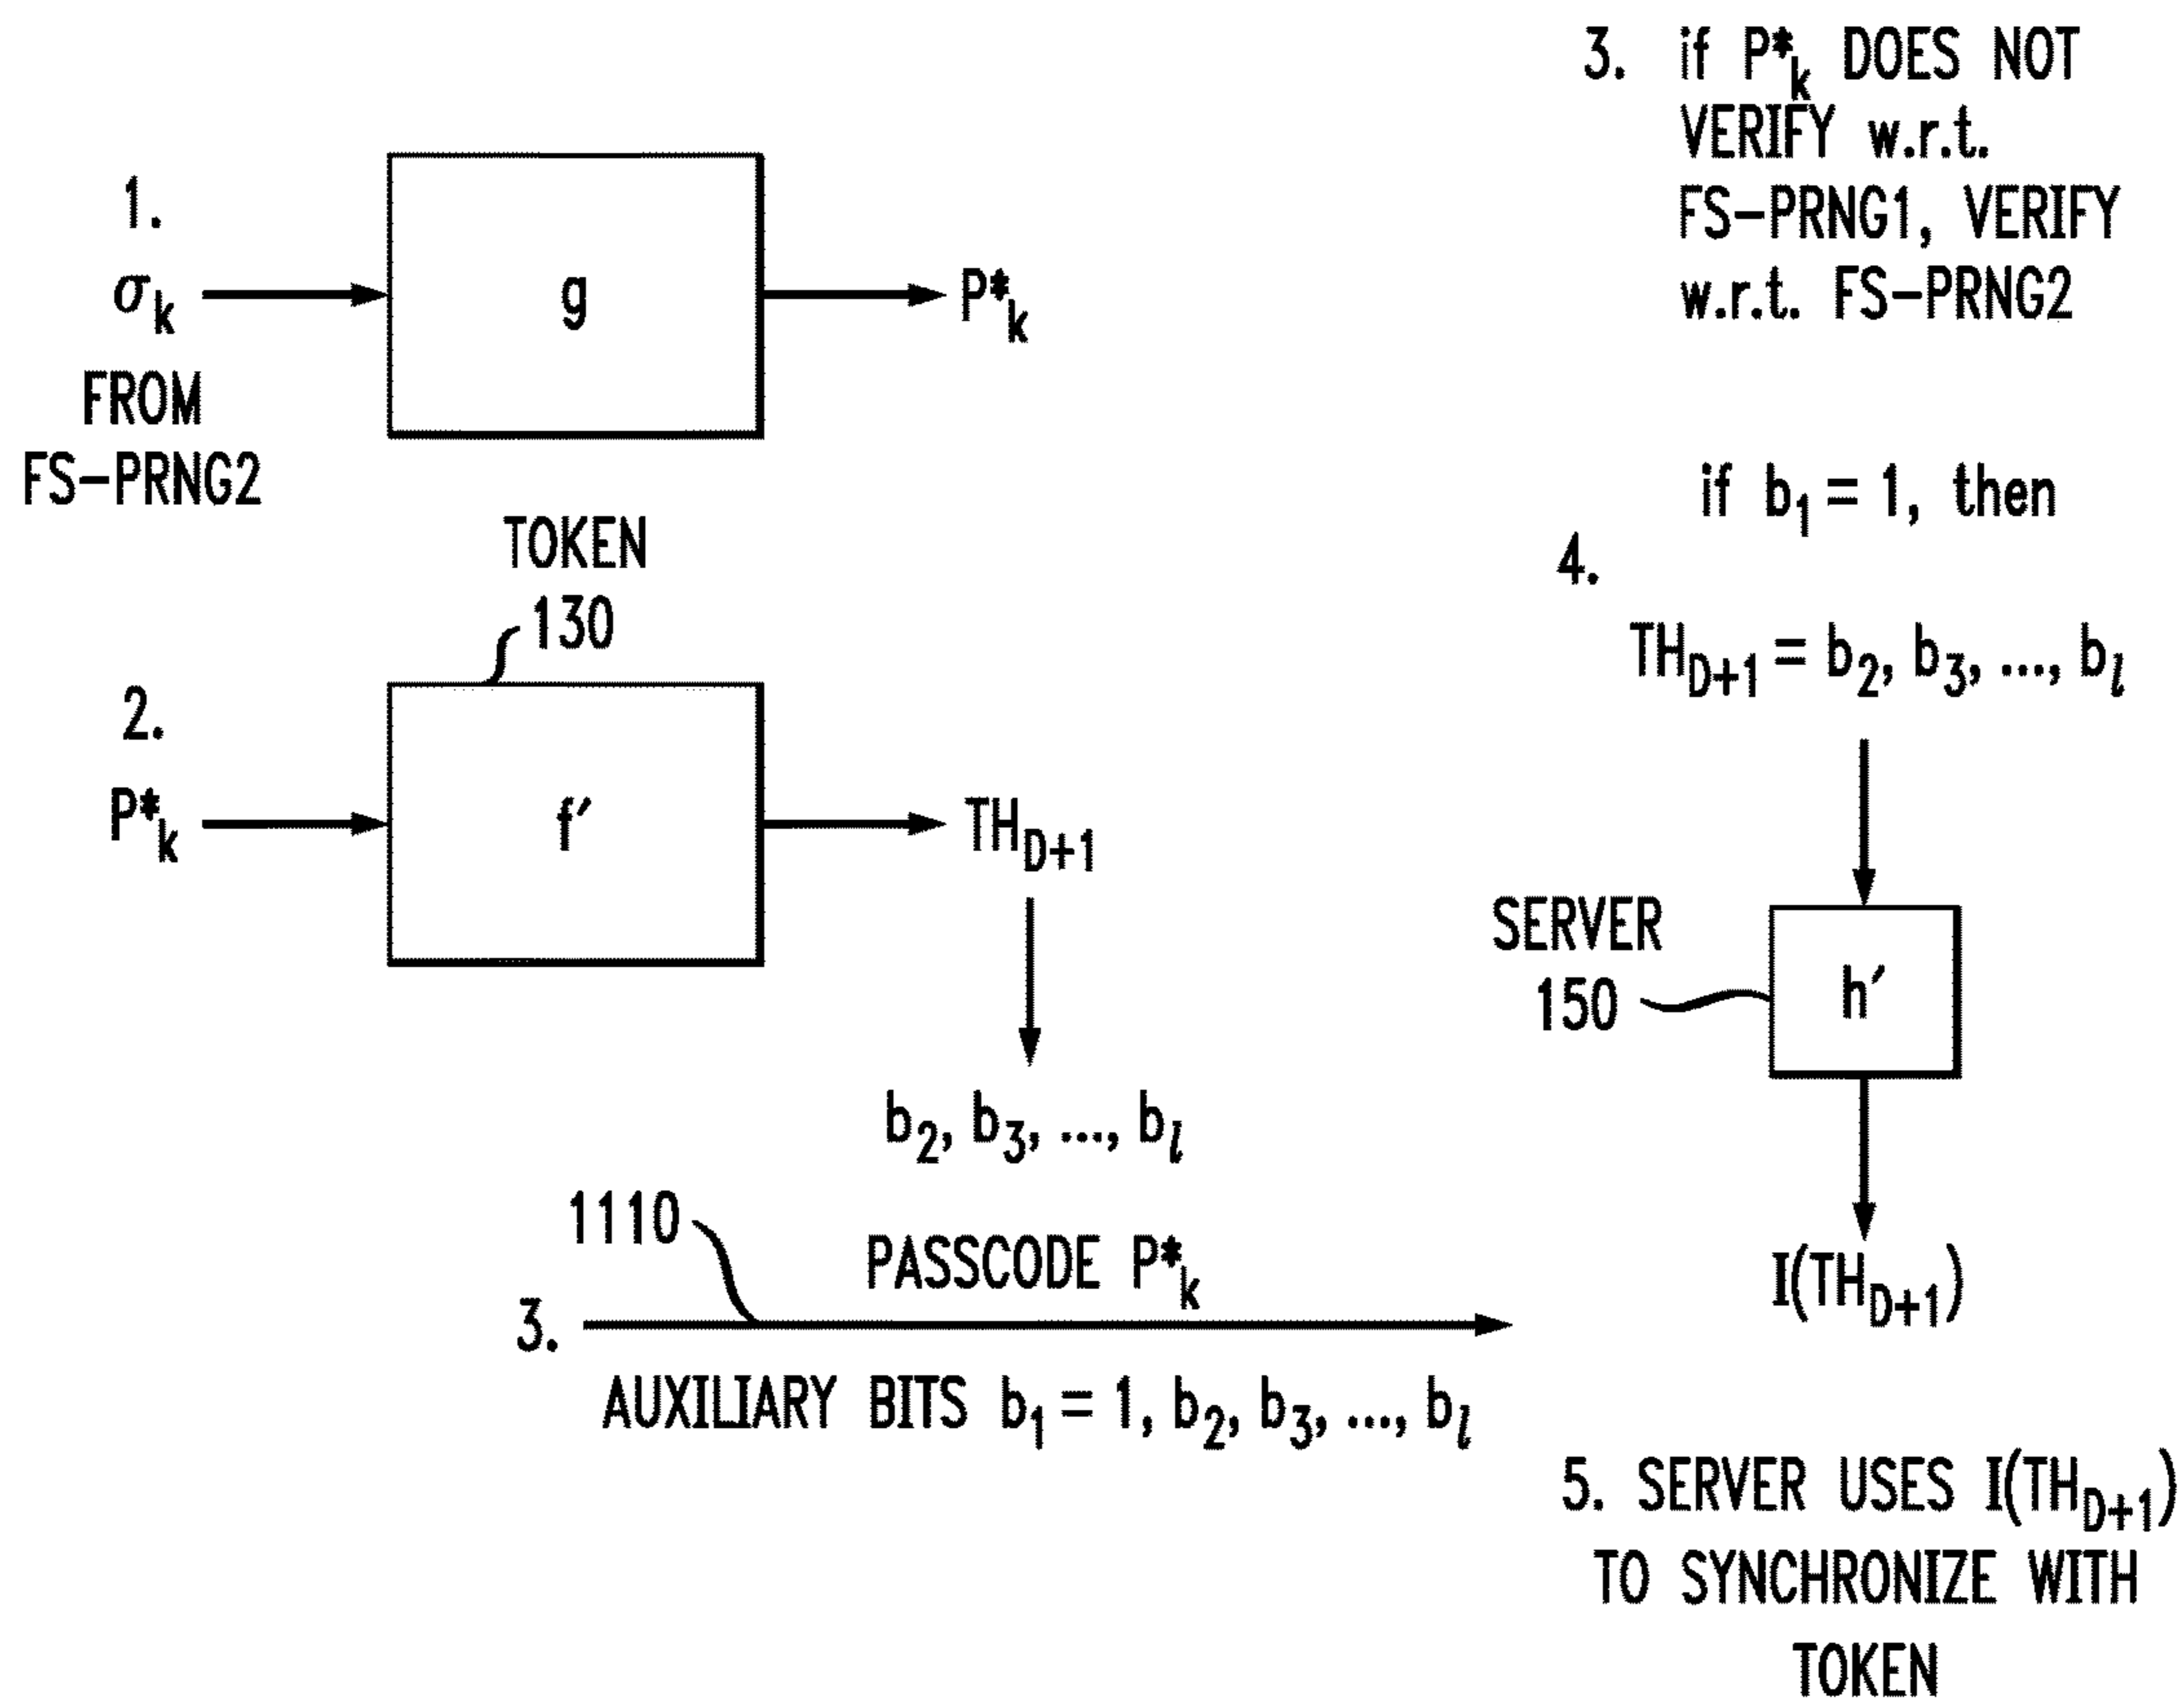 1.
σk
FROM
FS-PRNG2
g
P*k
TOKEN
130
2.
P*k
f′
THD+1
b2, b3, ..., bl
1110
3.
PASSCODE P*k
AUXILIARY BITS b1 = 1, b2, b3, ..., bl
3. if P*k DOES NOT
VERIFY w.r.t.
FS-PRNG1, VERIFY
w.r.t. FS-PRNG2
if b1 = 1, then
4.
THD+1 = b2, b3, ..., bl
SERVER
150
h′
I(THD+1)
5. SERVER USES I(THD+1)
TO SYNCHRONIZE WITH
TOKEN